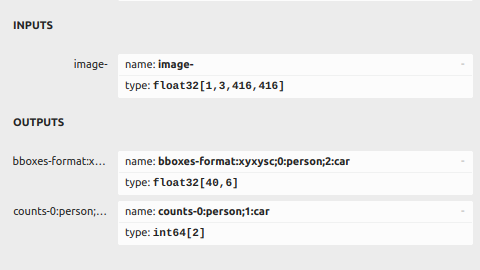 INPUTS
image-
name: image-
-
type: float32[1,3,416,416]
OUTPUTS
bboxes-format:x...
name: bboxes-format:xyxysc;0:person;2:car
-
type: float32[40,6]
counts-0:person;...
name: counts-0:person;1:car
-
type: int64[2]